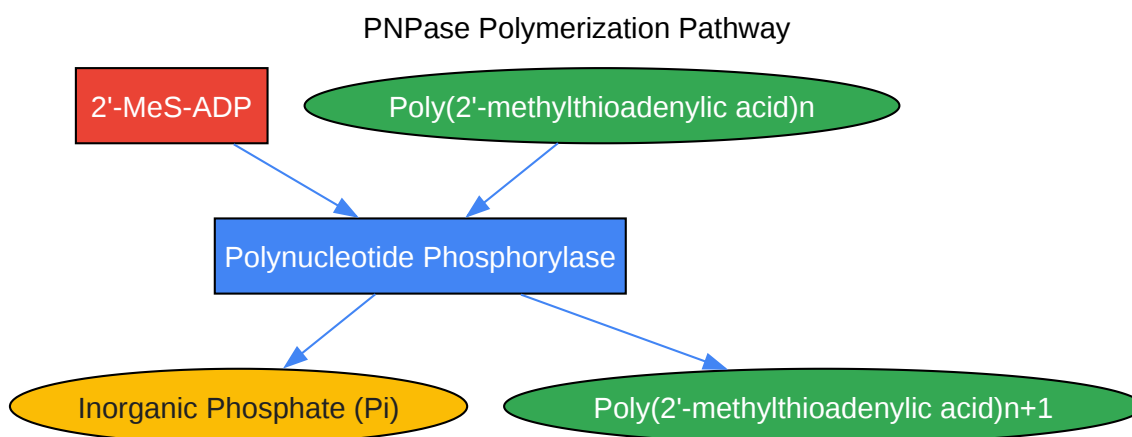 PNPase Polymerization Pathway
2'-MeS-ADP
Poly(2'-methylthioadenylic acid)n
Polynucleotide Phosphorylase
Inorganic Phosphate (Pi)
Poly(2'-methylthioadenylic acid)n+1